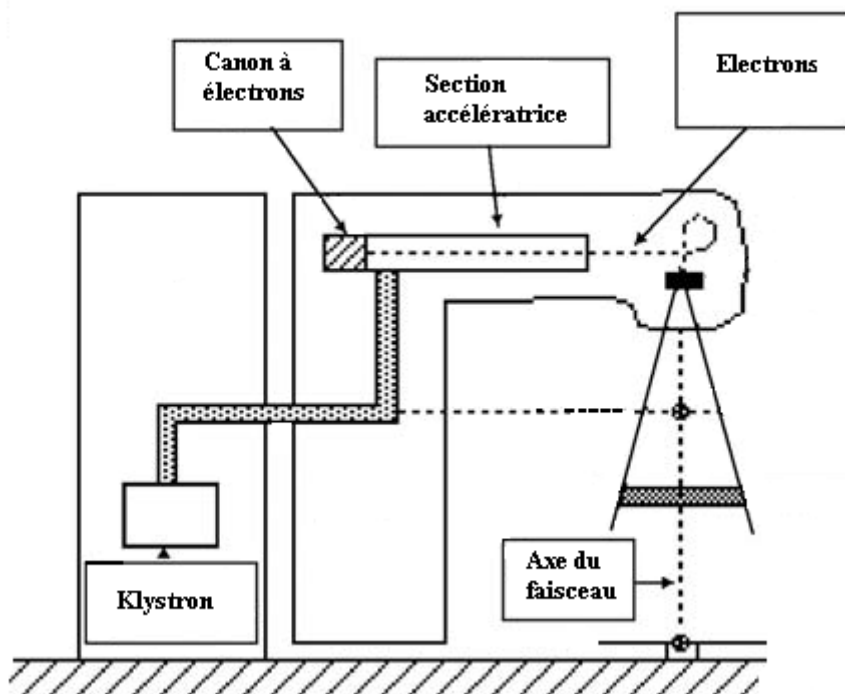 Canon à
électrons
Section
accélératrice
Electrons
Axe du
faisceau
Klystron